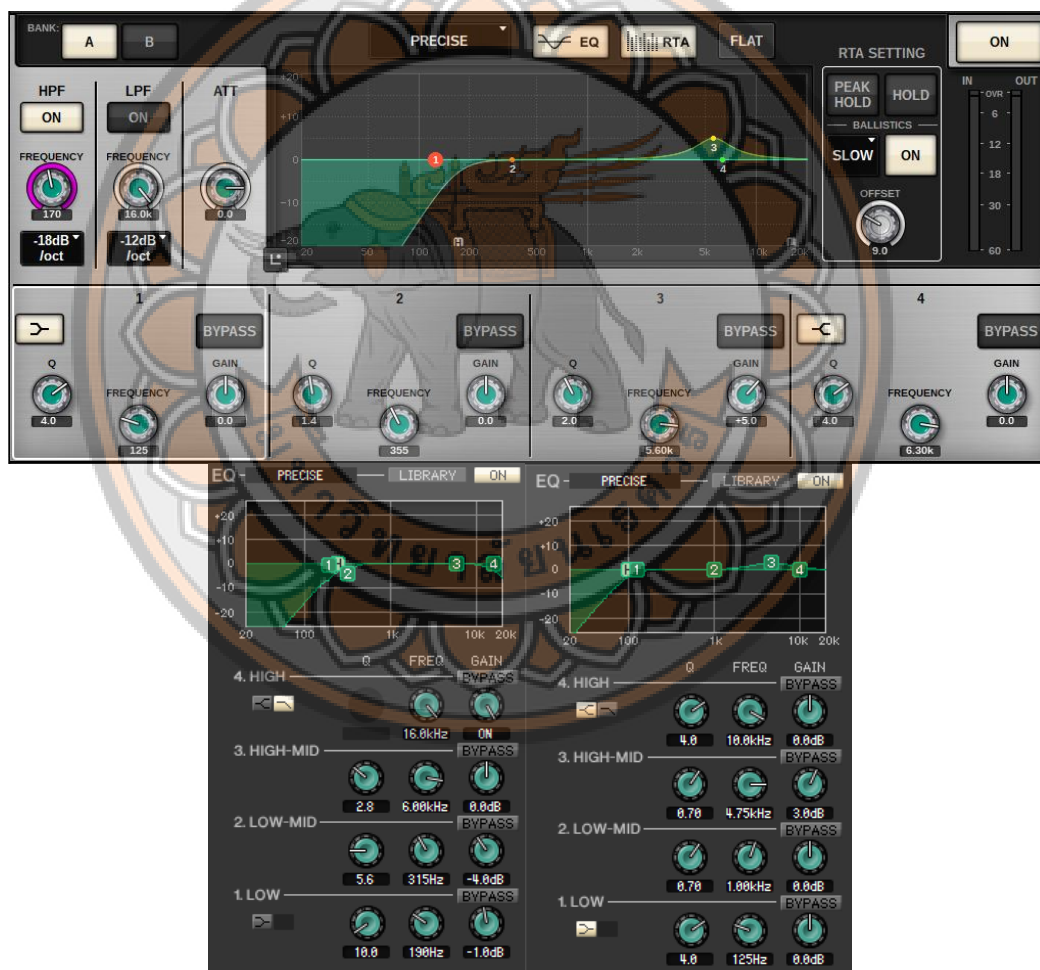 BANK:
A B
PRECISE
EQ
RTA
FLAT
RTA SETTING
ON
HPF LPF ATT
ON ON
FREQUENCY FREQUENCY
170 16.0k 0.0
-18dB /oct
-12dB /oct
+20
+10
0
-10
-20
20 50 100 200 500 1k 2k 5k 10k 20k
1 2 3 4
PEAK HOLD
HOLD
BALLISTICS
SLOW
ON
OFFSET
9.0
IN OUT
OVR
6
12
18
30
60
1 2 3 4
BYPASS BYPASS BYPASS BYPASS
Q GAIN Q GAIN Q GAIN Q GAIN
FREQUENCY FREQUENCY FREQUENCY FREQUENCY
4.0 0.0 1.4 0.0 2.0 +5.0 4.0 0.0
125 355 5.60k 6.30k
EQ PRECISE LIBRARY ON
+20
+10
0
-10
-20
20 100 1k 10k 20k
1 2 3 4
Q FREQ GAIN
4. HIGH BYPASS
16.0kHz ON
3. HIGH-MID BYPASS
2.8 6.00kHz 0.0dB
2. LOW-MID BYPASS
5.6 315Hz -4.0dB
1. LOW BYPASS
10.0 190Hz -1.0dB
EQ PRECISE LIBRARY ON
+20
+10
0
-10
-20
20 100 1k 10k 20k
1 2 3 4
Q FREQ GAIN
4. HIGH BYPASS
4.0 10.0kHz 0.0dB
3. HIGH-MID BYPASS
0.70 4.75kHz 3.0dB
2. LOW-MID BYPASS
0.70 1.00kHz 0.0dB
1. LOW BYPASS
4.0 125Hz 0.0dB